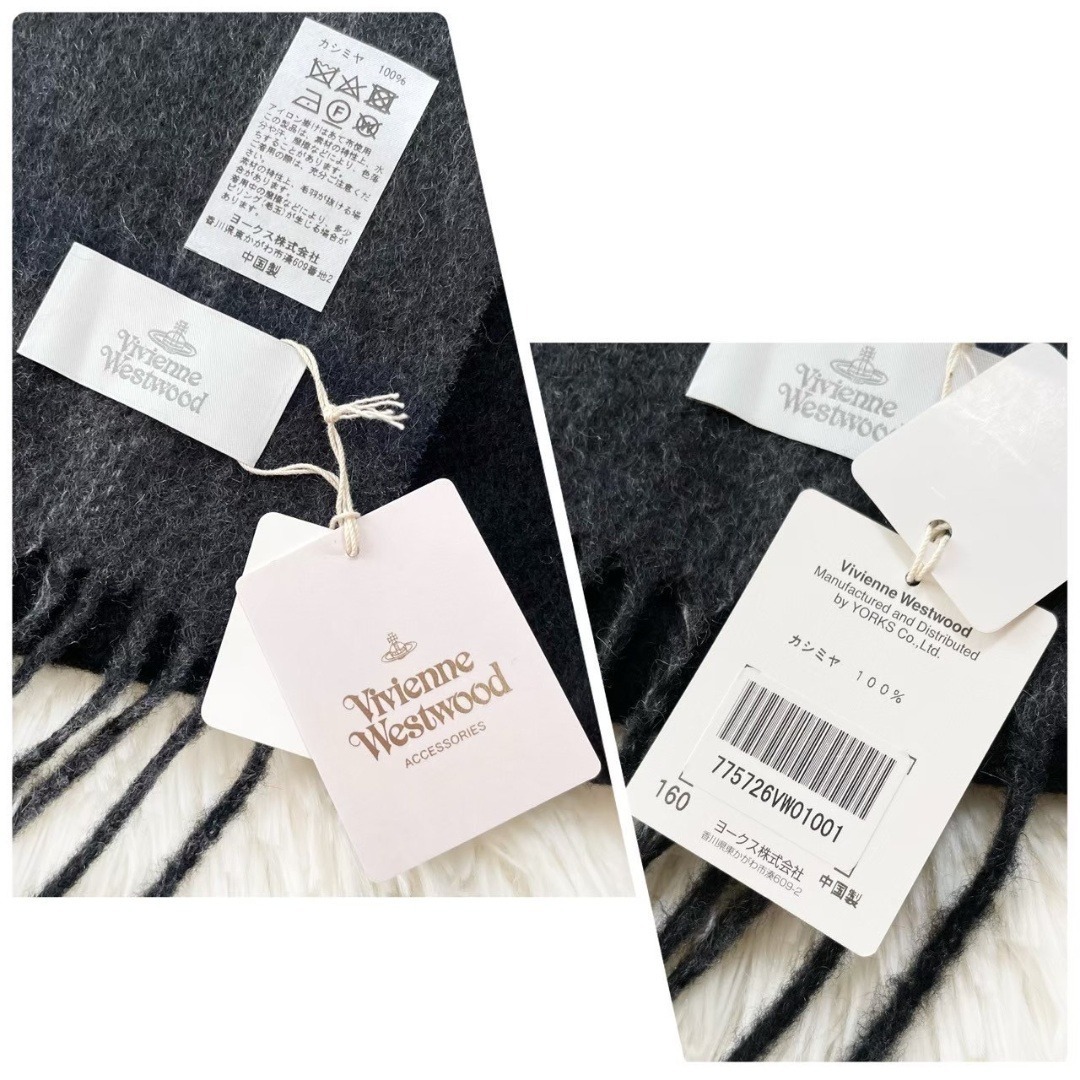 カシミヤ 100%
F
アイロン掛けはあて布使用
この製品は、素材の特性上、水
分や汗、摩擦などにより、色落
ちすることがあります。
ご着用の際は、充分ご注意くだ
さい。
素材の特性上、毛羽が抜ける場
合があります。
着用中の摩擦などにより、多少
ピリング(毛玉)が生じる場合が
あります。
ヨークス株式会社
香川県東かがわ市湊609番地2
中国製
Vivienne
Westwood
Vivienne
Westwood
ACCESSORIES
Vivienne
Westwood
Vivienne Westwood
Manufactured and Distributed
by YORKS Co.,Ltd.
カシミヤ 100%
775726VW01001
160
ヨークス株式会社
香川県東かがわ市湊609-2
中国製